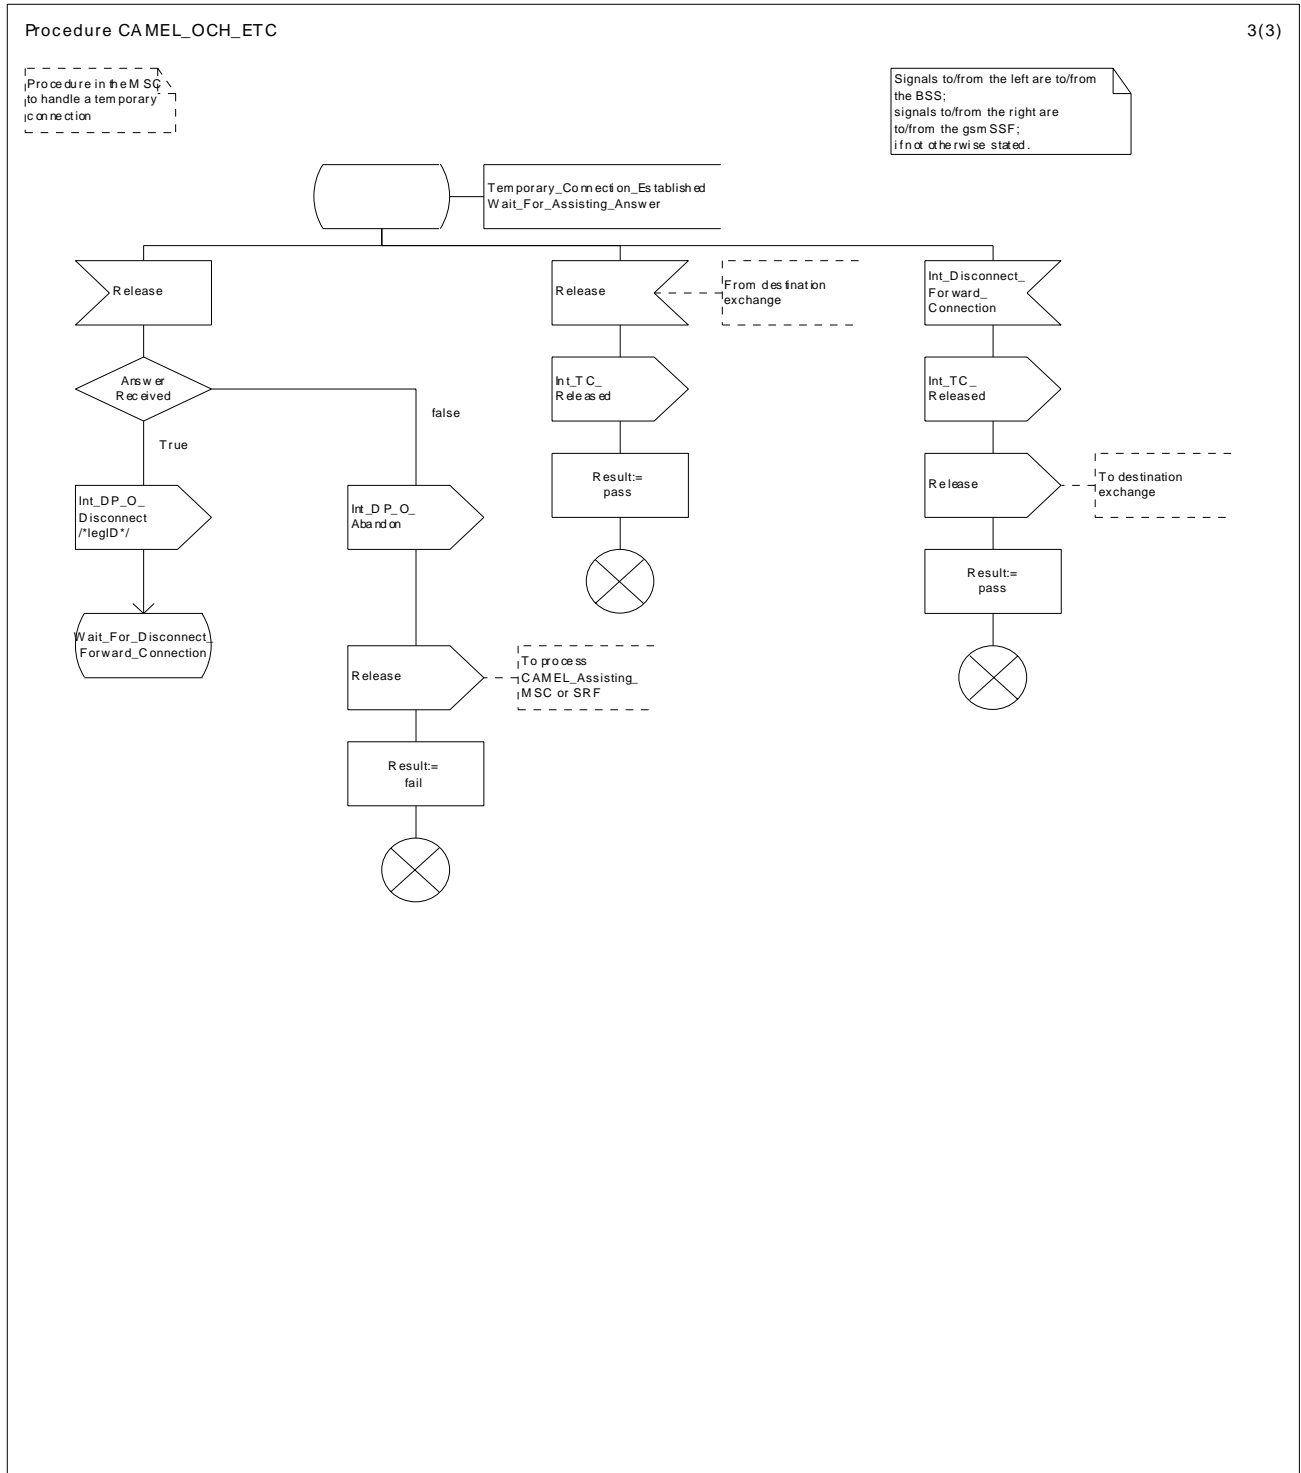 Procedure CAMEL_OCH_ETC
3(3)
Procedure in the MSC
to handle a temporary
connection
Signals to/from the left are to/from
the BSS;
signals to/from the right are
to/from the gsmSSF;
if not otherwise stated.
Temporary_Connection_Established
Wait_For_Assisting_Answer
Release
Release
From destination
exchange
Int_Disconnect_
Forward_
Connection
Answer
Received
false
True
Int_TC_
Released
Int_TC_
Released
Result:=
pass
Release
To destination
exchange
Int_DP_O_
Disconnect
/*legID*/
Int_DP_O_
Abandon
Result:=
pass
Wait_For_Disconnect_
Forward_Connection
Release
To process
CAMEL_Assisting_
MSC or SRF
Result:=
fail